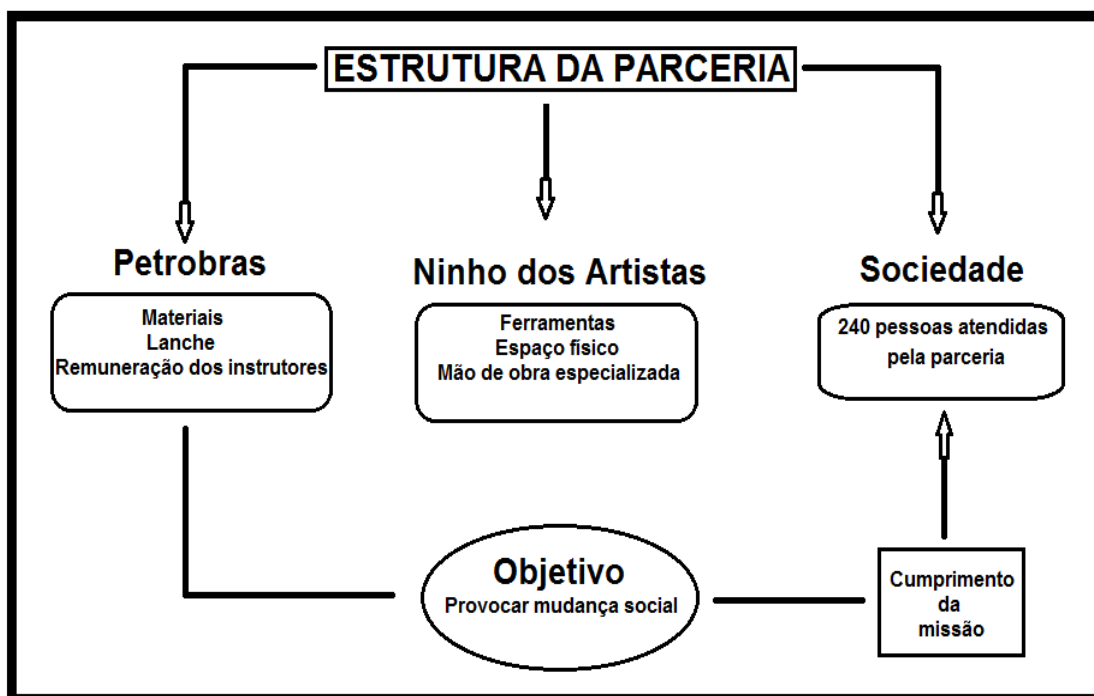 ESTRUTURA DA PARCERIA
Petrobras
Materiais
Lanche
Remuneração dos instrutores
Ninho dos Artistas
Ferramentas
Espaço físico
Mão de obra especializada
Sociedade
240 pessoas atendidas
pela parceria
Objetivo
Provocar mudança social
Cumprimento
da
missão